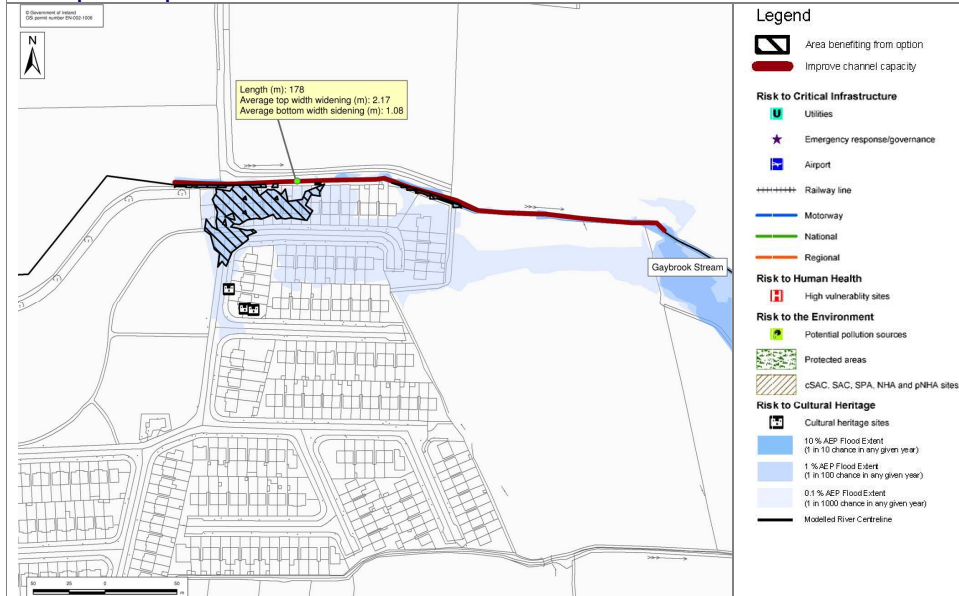 © Government of Ireland
OSi permit number EN-002-1006
N
Length (m): 178
Average top width widening (m): 2.17
Average bottom width sidening (m): 1.08
Gaybrook Stream
50 25 0 50
m
Legend
Area benefiting from option
Improve channel capacity
Risk to Critical Infrastructure
U Utilities
Emergency response/governance
Airport
Railway line
Motorway
National
Regional
Risk to Human Health
H High vulnerablity sites
Risk to the Environment
Potential pollution sources
Protected areas
cSAC, SAC, SPA, NHA and pNHA sites
Risk to Cultural Heritage
Cultural heritage sites
10 % AEP Flood Extent
(1 in 10 chance in any given year)
1 % AEP Flood Extent
(1 in 100 chance in any given year)
0.1 % AEP Flood Extent
(1 in 1000 chance in any given year)
Modelled River Centreline